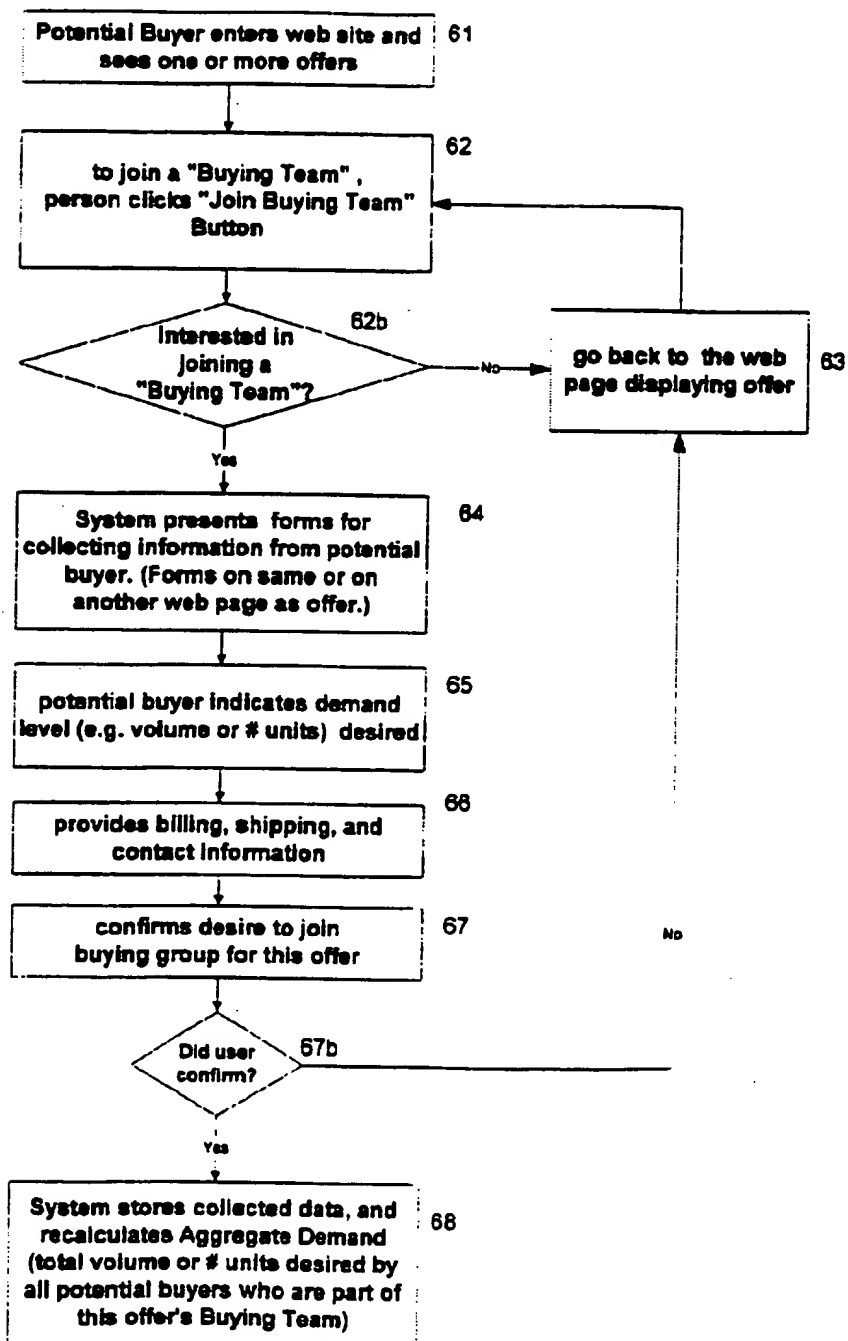 Potential Buyer enters web site and
sees one or more offers
61
62
to join a "Buying Team" ,
person clicks "Join Buying Team"
Button
62b
Interested in
joining a
"Buying Team"?
No
go back to the web
page displaying offer
63
Yes
System presents forms for
collecting information from potential
buyer. (Forms on same or on
another web page as offer.)
64
potential buyer indicates demand
level (e.g. volume or # units) desired
65
66
provides billing, shipping, and
contact information
confirms desire to join
buying group for this offer
67
No
Did user
confirm?
67b
Yes
System stores collected data, and
recalculates Aggregate Demand
(total volume or # units desired by
all potential buyers who are part of
this offer's Buying Team)
68